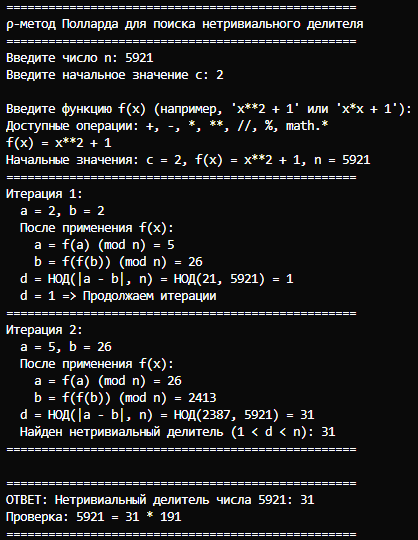 ==================================================
ρ-метод Полларда для поиска нетривиального делителя
==================================================
Введите число n: 5921
Введите начальное значение c: 2

Введите функцию f(x) (например, 'x**2 + 1' или 'x*x + 1'):
Доступные операции: +, -, *, **, //, %, math.*
f(x) = x**2 + 1
Начальные значения: c = 2, f(x) = x**2 + 1, n = 5921
==================================================
Итерация 1:
  a = 2, b = 2
  После применения f(x):
    a = f(a) (mod n) = 5
    b = f(f(b)) (mod n) = 26
  d = НОД(|a - b|, n) = НОД(21, 5921) = 1
  d = 1 => Продолжаем итерации
==================================================
Итерация 2:
  a = 5, b = 26
  После применения f(x):
    a = f(a) (mod n) = 26
    b = f(f(b)) (mod n) = 2413
  d = НОД(|a - b|, n) = НОД(2387, 5921) = 31
  Найден нетривиальный делитель (1 < d < n): 31
==================================================

==================================================
ОТВЕТ: Нетривиальный делитель числа 5921: 31
Проверка: 5921 = 31 * 191
==================================================